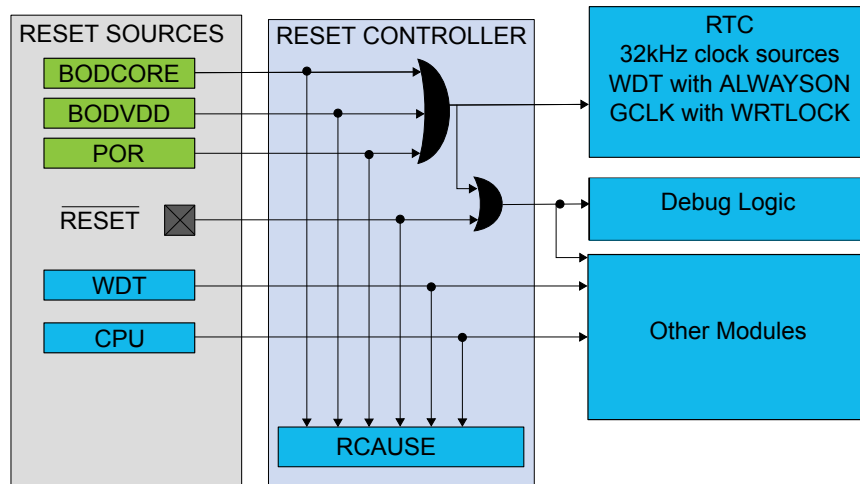 RESET SOURCES
BODCORE
BODVDD
POR
RESET
WDT
CPU
RESET CONTROLLER
RCAUSE
RTC
32kHz clock sources
WDT with ALWAYSON
GCLK with WRTLOCK
Debug Logic
Other Modules